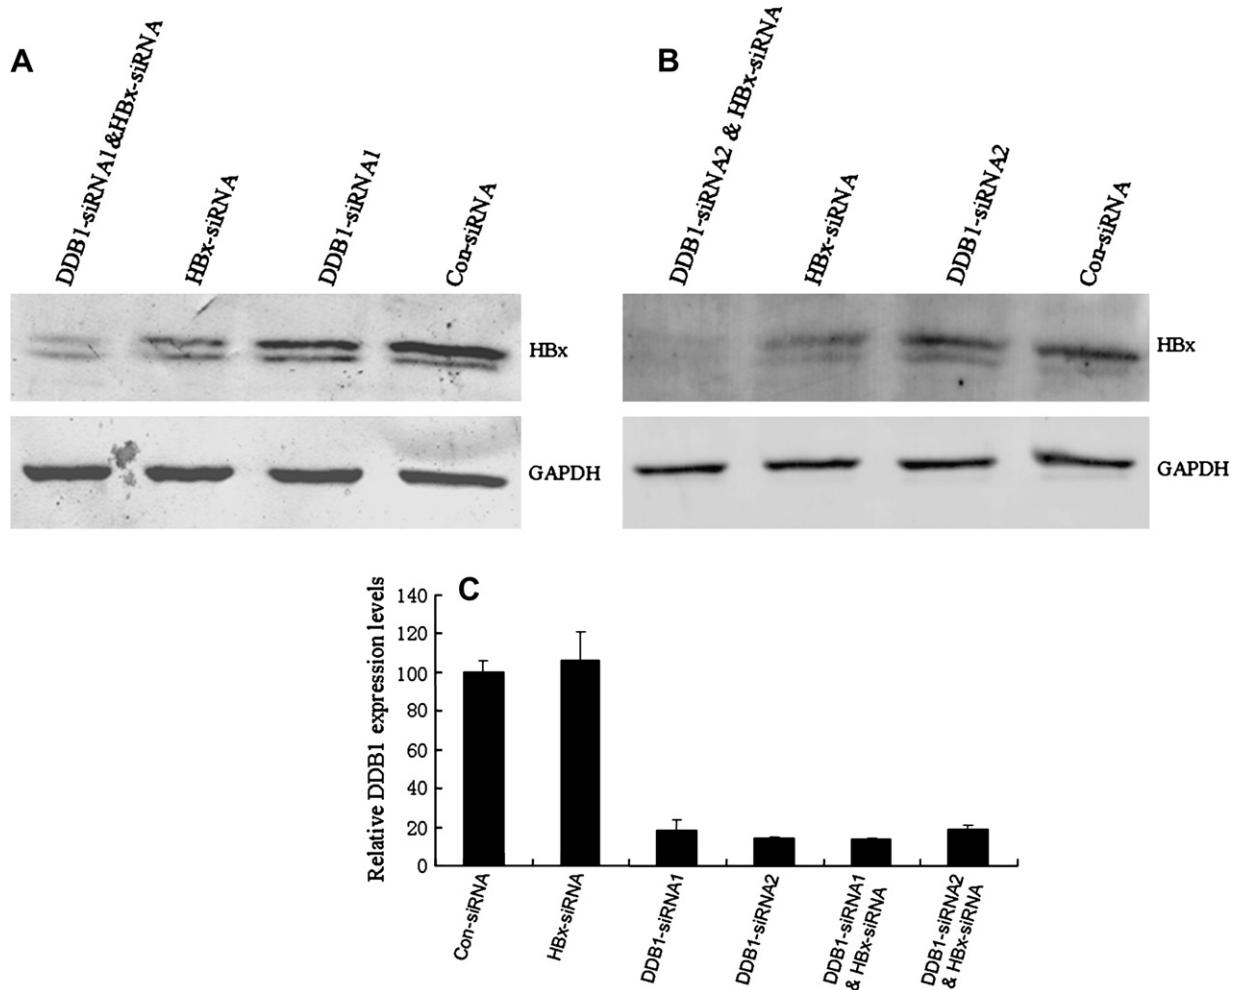 A
DDB1-siRNA1&HBx-siRNA
HBx-siRNA
DDB1-siRNA1
Con-siRNA
HBx
GAPDH
B
DDB1-siRNA2 & HBx-siRNA
HBx-siRNA
DDB1-siRNA2
Con-siRNA
HBx
GAPDH
C
Relative DDB1 expression levels
140
120
100
80
60
40
20
0
Con-siRNA
HBx-siRNA
DDB1-siRNA1
DDB1-siRNA2
DDB1-siRNA1
& HBx-siRNA
DDB1-siRNA2
& HBx-siRNA